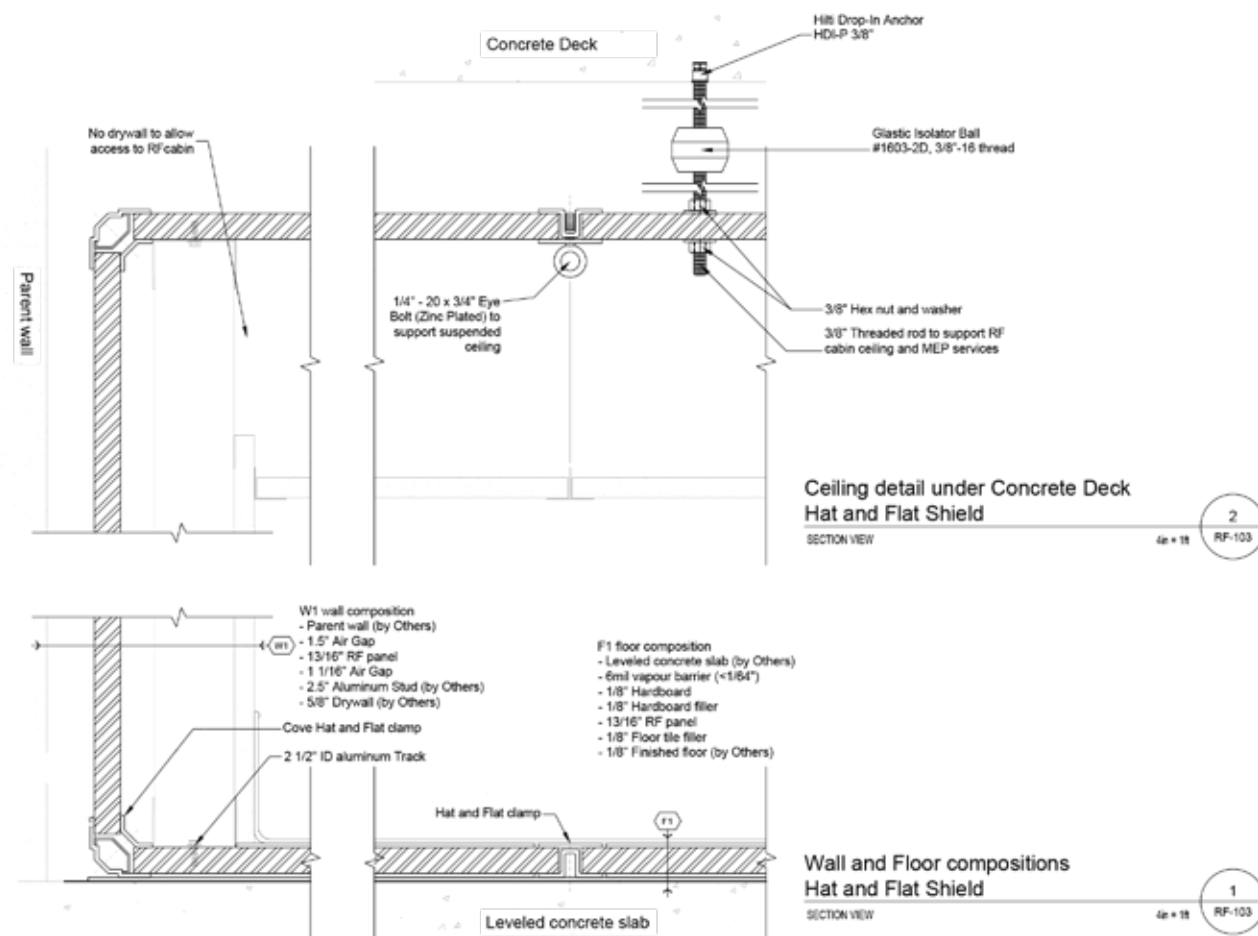 Concrete Deck
Hilti Drop-In Anchor
HDI-P 3/8"
No drywall to allow
access to RFcabin
Glastic Isolator Ball
#1603-2D, 3/8"-16 thread
Parent wall
1/4" - 20 x 3/4" Eye
Bolt (Zinc Plated) to
support suspended
ceiling
3/8" Hex nut and washer
3/8" Threaded rod to support RF
cabin ceiling and MEP services
Ceiling detail under Concrete Deck
Hat and Flat Shield
SECTION VIEW
4in = 1ft
2
RF-103
W1 wall composition
- Parent wall (by Others)
- 1.5" Air Gap
- 13/16" RF panel
- 1 1/16" Air Gap
- 2.5" Aluminum Stud (by Others)
- 5/8" Drywall (by Others)
W1
Cove Hat and Flat clamp
2 1/2" ID aluminum Track
F1 floor composition
- Leveled concrete slab (by Others)
- 6mil vapour barrier (<1/64")
- 1/8" Hardboard
- 1/8" Hardboard filler
- 13/16" RF panel
- 1/8" Floor tile filler
- 1/8" Finished floor (by Others)
Hat and Flat clamp
F1
Wall and Floor compositions
Hat and Flat Shield
SECTION VIEW
4in = 1ft
1
RF-103
Leveled concrete slab